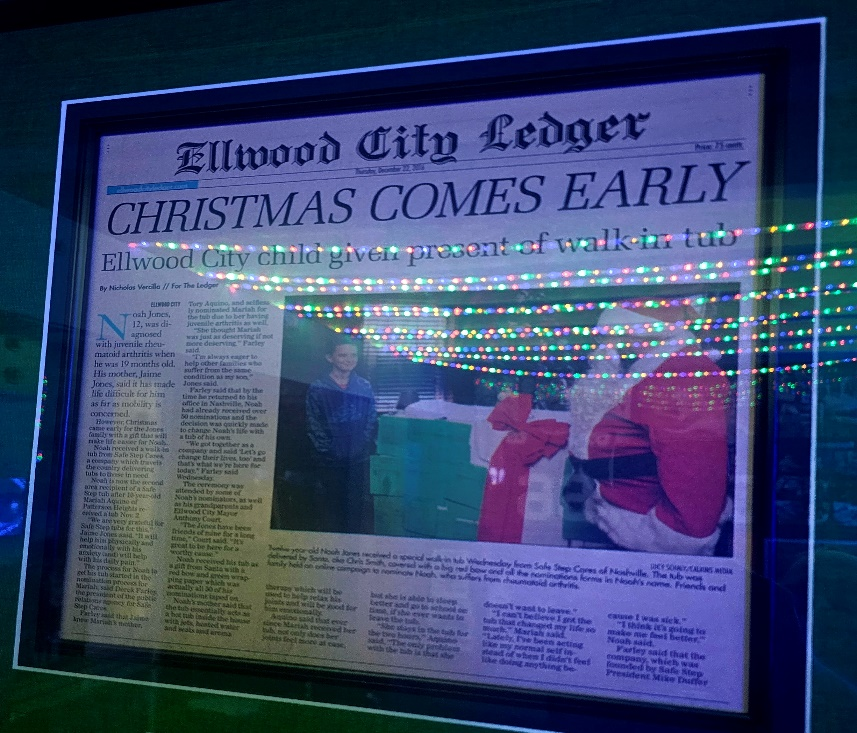 Ellwood City Ledger
Thursday, December 22, 2016
Price: 75 cents
CHRISTMAS COMES EARLY
Ellwood City child given present of walk-in tub
By Nicholas Vercilla // For The Ledger
ELLWOOD CITY
Noah Jones,
12, was di-
agnosed
with juvenile rheu-
matoid arthritis when
he was 19 months old.
His mother, Jaime
Jones, said it has made
life difficult for him
as far as mobility is
concerned.
However, Christmas
came early for the Jones
family with a gift that will
make life easier for Noah.
Noah received a walk-in
tub from Safe Step Cares,
a company which travels
the country delivering
tubs to those in need.
Noah is now the second
area recipient of a Safe
Step tub after 10-year-old
Mariah Aquino of
Patterson Heights re-
ceived a tub Nov. 2.
"We are very grateful for
Safe Step tubs for this,"
Jaime Jones said. "It will
help him physically and
emotionally with his
anxiety and will help
with his daily pain."
The process for Noah to
get his tub started in the
nomination process for
Mariah, said Derek Farley,
the president of the public
relations agency for Safe
Step Cares.
Farley said that Jaime
knew Mariah's mother,
Tory Aquino, and selfless-
ly nominated Mariah for
the tub due to her having
juvenile arthritis as well.
"She thought Mariah
was just as deserving if not
more deserving," Farley
said.
"I'm always eager to
help other families who
suffer from the same
condition as my son,"
Jones said.
Farley said that by the
time he returned to his
office in Nashville, Noah
had already received over
50 nominations and the
decision was quickly made
to change Noah's life with
a tub of his own.
"We got together as a
company and said 'Let's go
change their lives, too' and
that's what we're here for
today," Farley said
Wednesday.
The ceremony was
attended by some of
Noah's nominators, as well
as his grandparents and
Ellwood City Mayor
Anthony Court.
"The Jones have been
friends of mine for a long
time," Court said. "It's
great to be here for a
worthy cause."
Noah received his tub as
a gift from Santa with a
red bow and green wrap-
ping paper which was
actually all 50 of his
nominations taped on.
Noah's mother said that
the tub essentially acts as
a hot tub inside the house
with jets, heated water
and seats aroma
LUCY SCHALY/CALKINS MEDIA
Twelve-year-old Noah Jones received a special walk-in tub Wednesday from Safe Step Cares of Nashville. The tub was
delivered by Santa, aka Chris Smith, covered with a big red bow and all the nominations forms in Noah's name. Friends and
family held an online campaign to nominate Noah, who suffers from rheumatoid arthritis.
therapy which will be
used to help relax his
joints and will be good for
him emotionally.
Aquino said that ever
since Mariah received her
tub, not only does her
joints feel more at ease,
but she is able to sleep
better and go to school on
time, if she ever wants to
leave the tub.
"She stays in the tub for
like two hours," Aquino
said. "The only problem
with the tub is that she
doesn't want to leave."
"I can't believe I got the
tub that changed my life so
much," Mariah said.
"Lately, I've been acting
like my normal self in-
stead of when I didn't feel
like doing anything be-
cause I was sick."
"I think it's going to
make me feel better,"
Noah said.
Farley said that the
company, which was
founded by Safe Step
President Mike Duffer